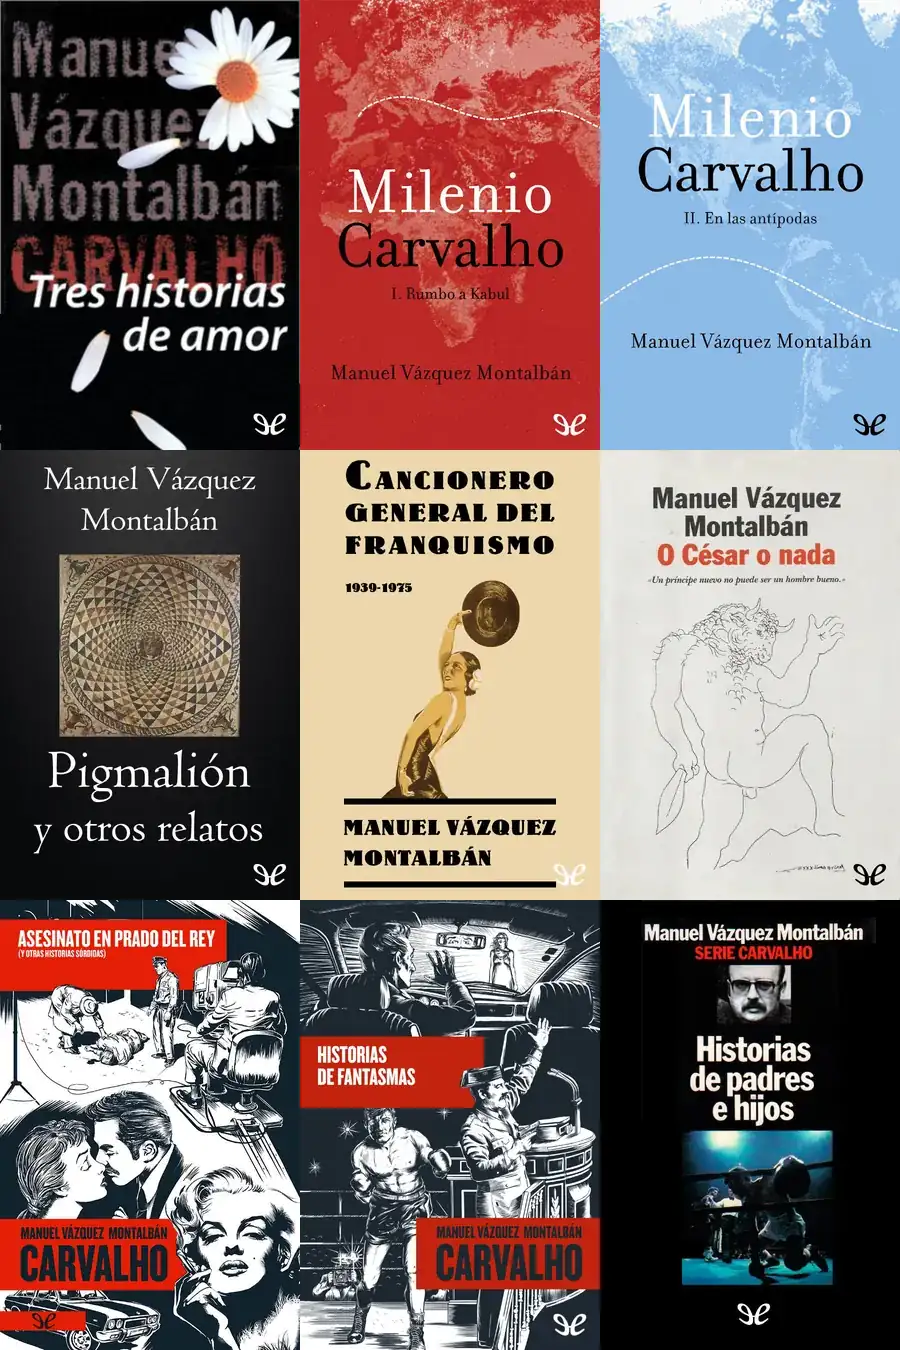 Manuel
Vázquez
Montalbán
CARVALHO
Tres historias
de amor
Milenio
Carvalho
I. Rumbo a Kabul
Manuel Vázquez Montalbán
Milenio
Carvalho
II. En las antípodas
Manuel Vázquez Montalbán
Manuel Vázquez
Montalbán
Pigmalión
y otros relatos
CANCIONERO
GENERAL DEL
FRANQUISMO
1939-1975
MANUEL VÁZQUEZ
MONTALBÁN
Manuel Vázquez
Montalbán
O César o nada
«Un príncipe nuevo no puede ser un hombre bueno.»
ASESINATO EN PRADO DEL REY
(Y OTRAS HISTORIAS SÓRDIDAS)
MANUEL VÁZQUEZ MONTALBÁN
CARVALHO
HISTORIAS
DE FANTASMAS
MANUEL VÁZQUEZ MONTALBÁN
CARVALHO
Manuel Vázquez Montalbán
SERIE CARVALHO
Historias
de padres
e hijos